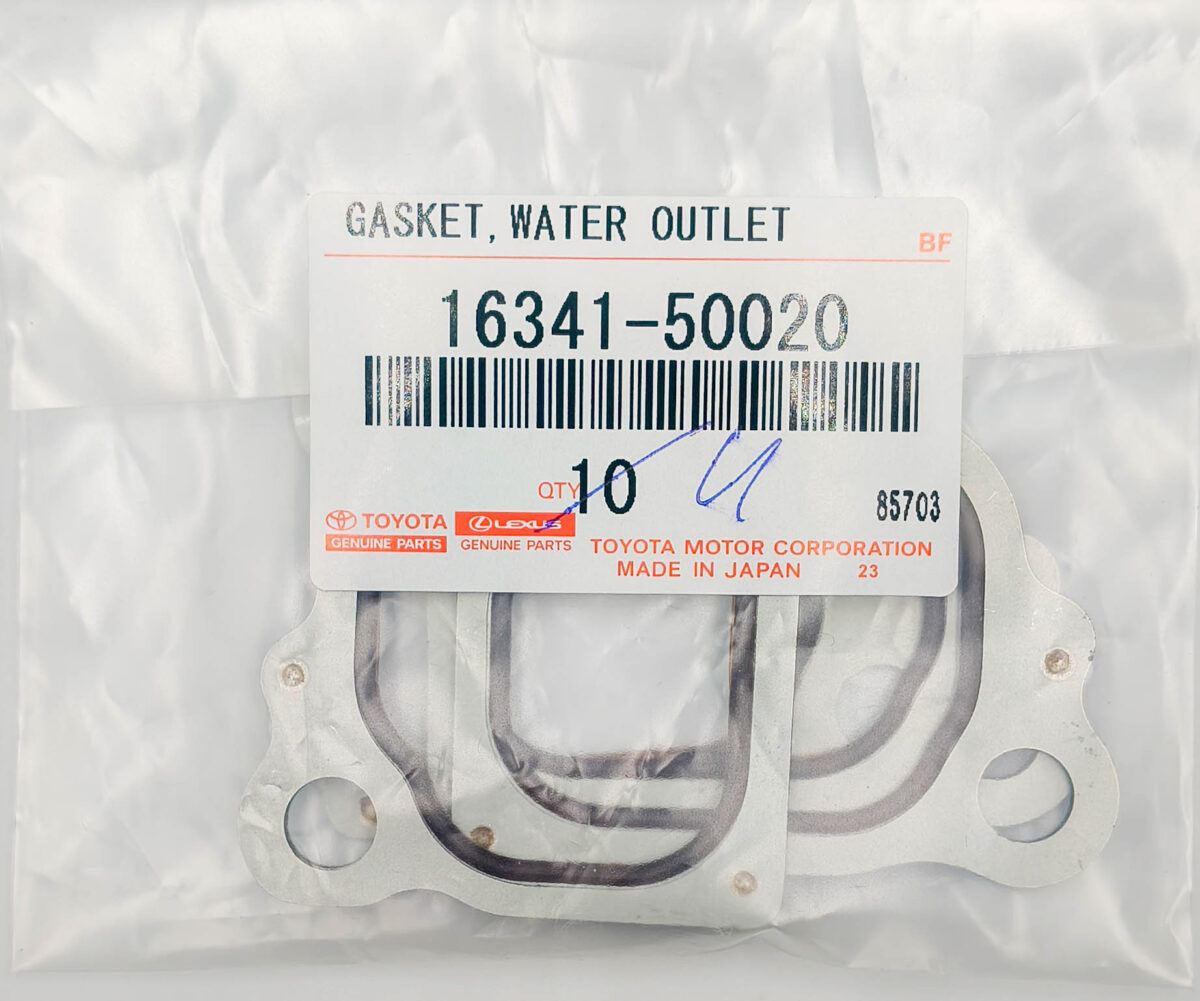 GASKET, WATER OUTLET
BF
16341-50020
QTY 10 4
85703
TOYOTA LEXUS
GENUINE PARTS GENUINE PARTS
TOYOTA MOTOR CORPORATION
MADE IN JAPAN 23